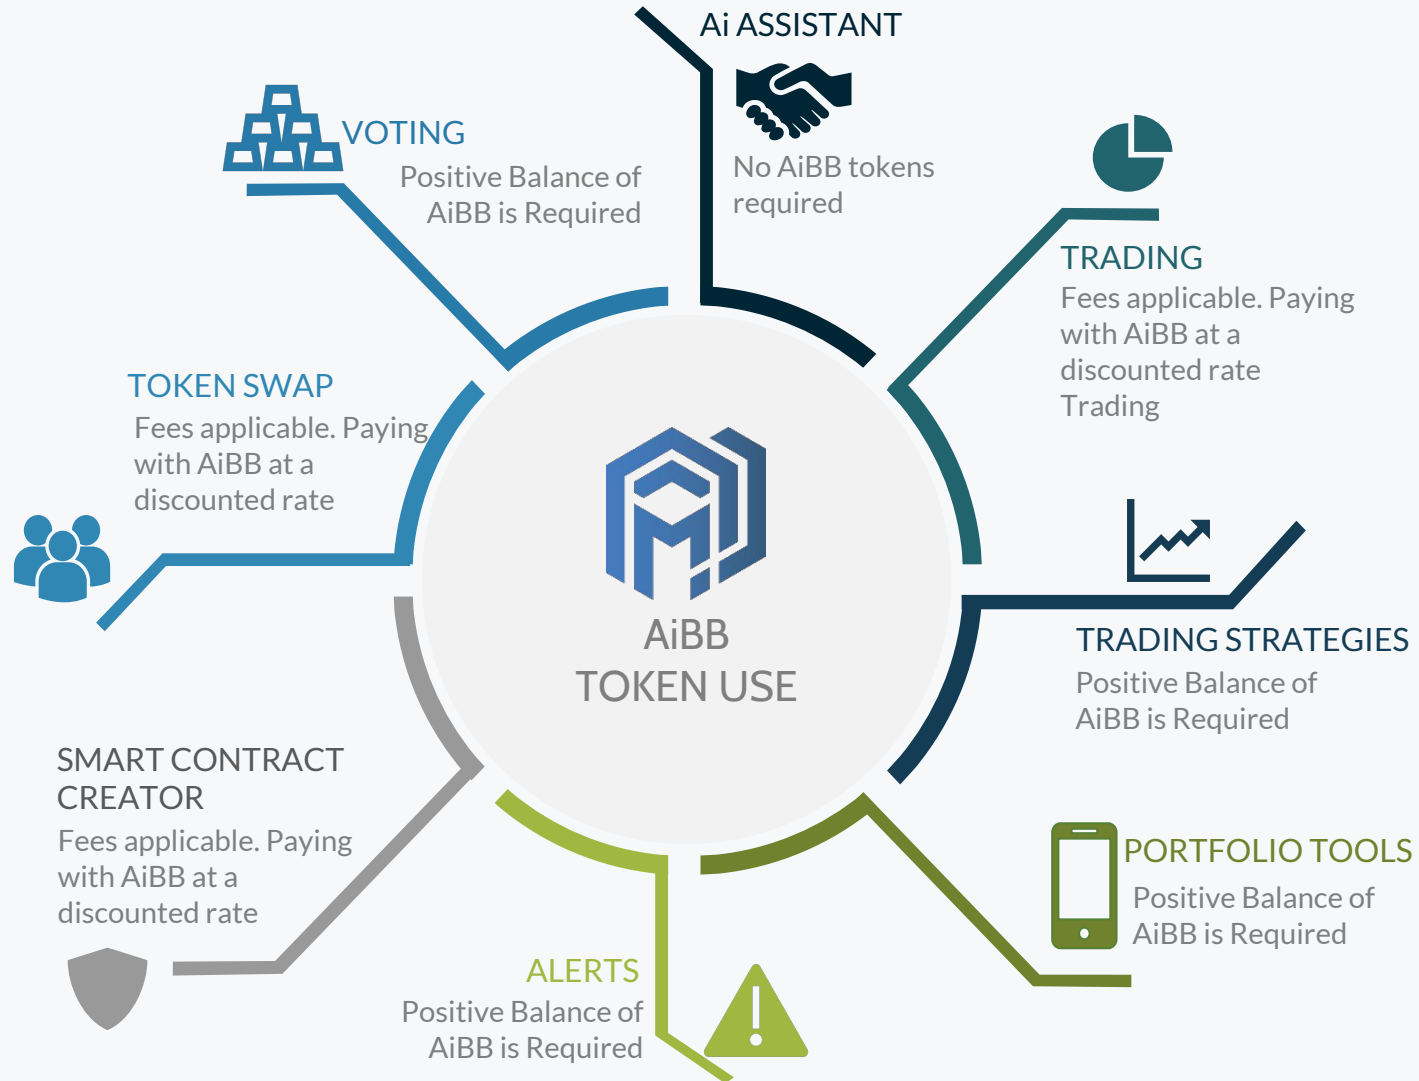 Ai ASSISTANT
No AiBB tokens
required
VOTING
Positive Balance of
AiBB is Required
TRADING
Fees applicable. Paying
with AiBB at a
discounted rate
Trading
TOKEN SWAP
Fees applicable. Paying
with AiBB at a
discounted rate
AiBB
TOKEN USE
TRADING STRATEGIES
Positive Balance of
AiBB is Required
SMART CONTRACT
CREATOR
Fees applicable. Paying
with AiBB at a
discounted rate
PORTFOLIO TOOLS
Positive Balance of
AiBB is Required
ALERTS
Positive Balance of
AiBB is Required